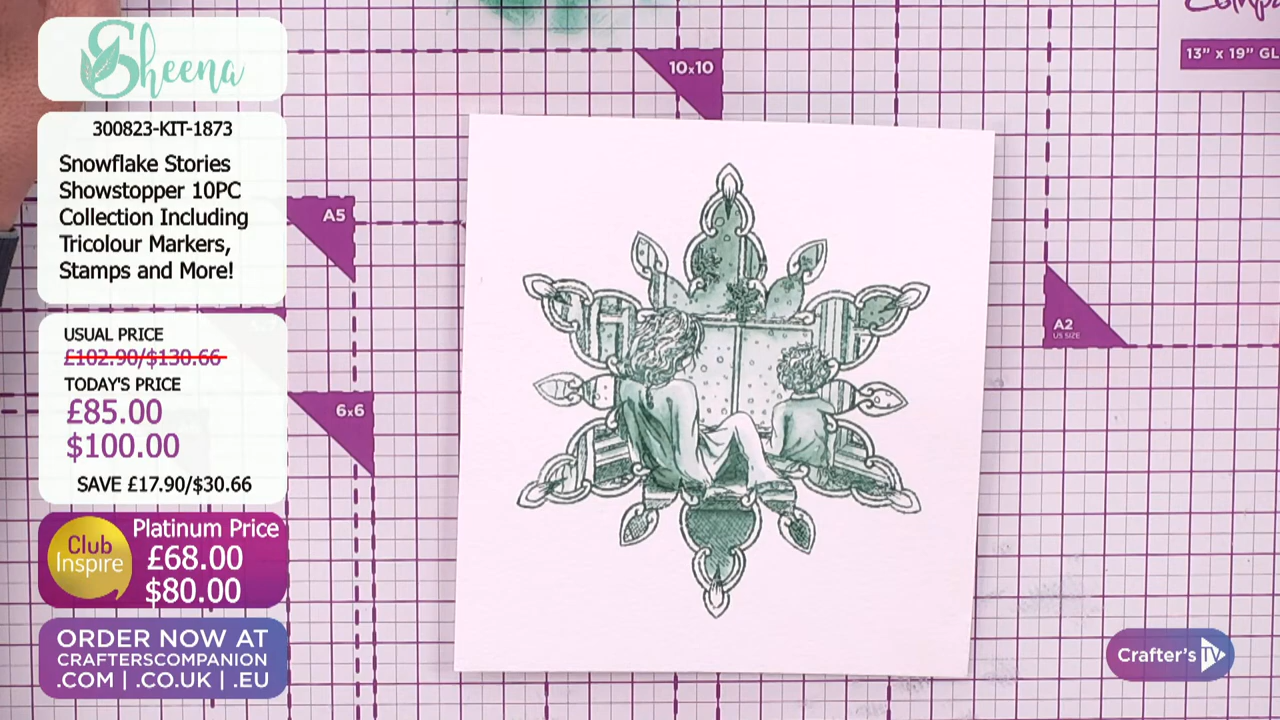 Sheena
300823-KIT-1873
Snowflake Stories
Showstopper 10PC
Collection Including
Tricolour Markers,
Stamps and More!
USUAL PRICE
£102.90/$130.66
TODAY'S PRICE
£85.00
$100.00
SAVE £17.90/$30.66
Club
Inspire
Platinum Price
£68.00
$80.00
ORDER NOW AT
CRAFTERSCOMPANION
.COM | .CO.UK | .EU
10x10
A5
6x6
A2
US SIZE
13" x 19" GL
Crafter's TV